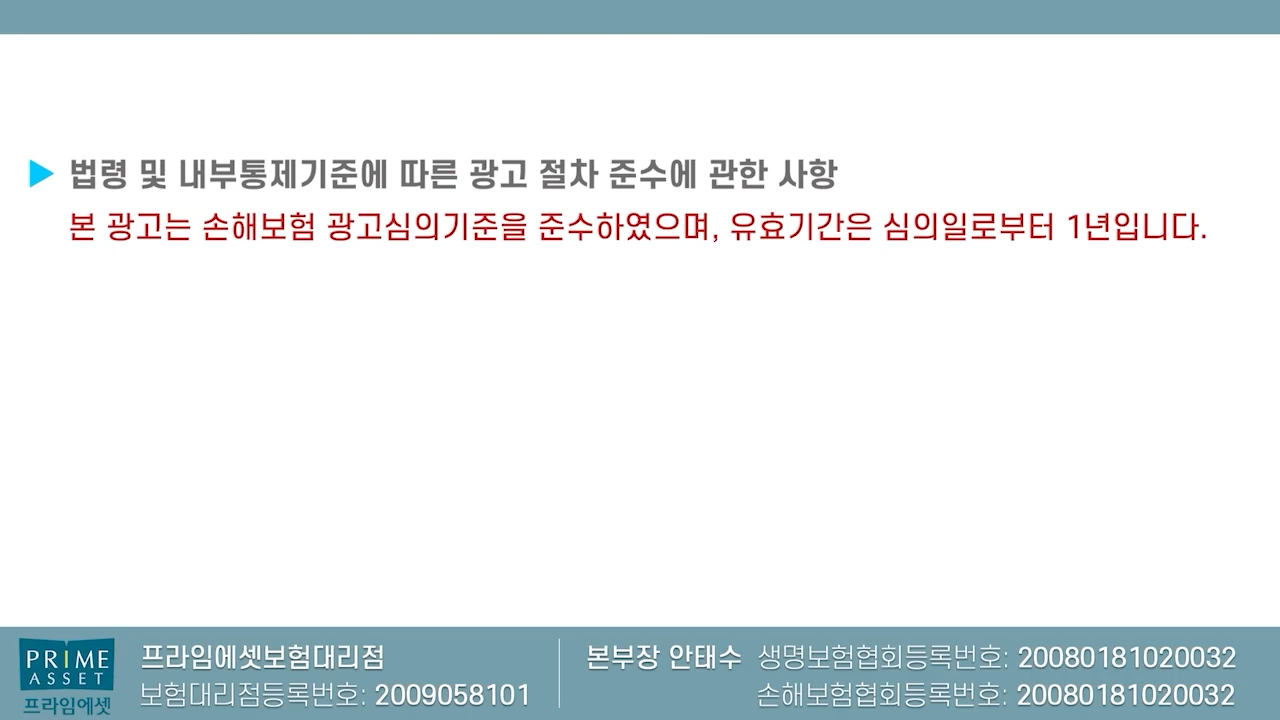 ▶ 법령 및 내부통제기준에 따른 광고 절차 준수에 관한 사항
본 광고는 손해보험 광고심의기준을 준수하였으며, 유효기간은 심의일로부터 1년입니다.
PRIME
ASSET
프라임에셋
프라임에셋보험대리점
보험대리점등록번호: 2009058101
본부장 안태수 생명보험협회등록번호: 20080181020032
손해보험협회등록번호: 20080181020032